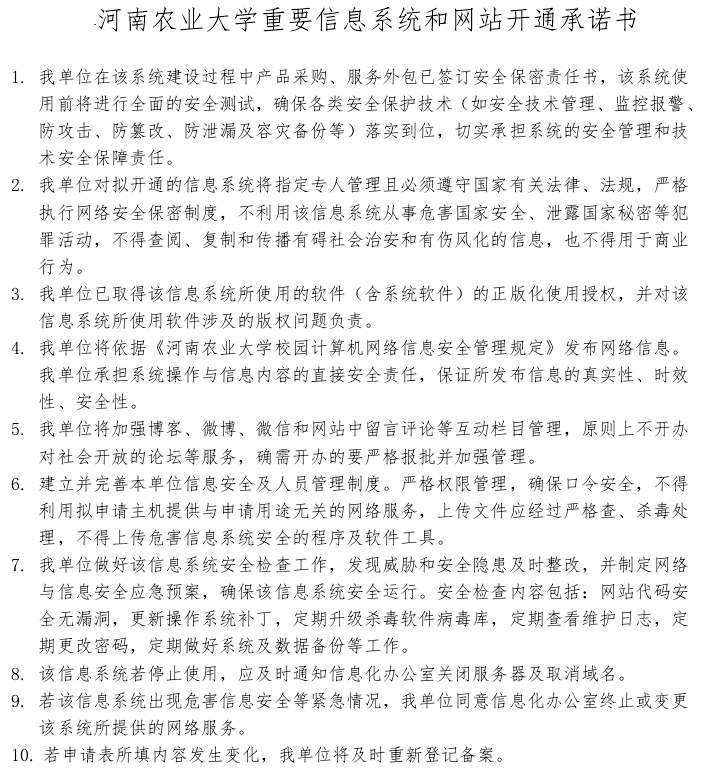 河南农业大学重要信息系统和网站开通承诺书
1. 我单位在该系统建设过程中产品采购、服务外包已签订安全保密责任书，该系统使
用前将进行全面的安全测试，确保各类安全保护技术（如安全技术管理、监控报警、
防攻击、防篡改、防泄漏及容灾备份等）落实到位，切实承担系统的安全管理和技
术安全保障责任。
2. 我单位对拟开通的信息系统将指定专人管理且必须遵守国家有关法律、法规，严格
执行网络安全保密制度，不利用该信息系统从事危害国家安全、泄露国家秘密等犯
罪活动，不得查阅、复制和传播有碍社会治安和有伤风化的信息，也不得用于商业
行为。
3. 我单位已取得该信息系统所使用的软件（含系统软件）的正版化使用授权，并对该
信息系统所使用软件涉及的版权问题负责。
4. 我单位将依据《河南农业大学校园计算机网络信息安全管理规定》发布网络信息。
我单位承担系统操作与信息内容的直接安全责任，保证所发布信息的真实性、时效
性、安全性。
5. 我单位将加强博客、微博、微信和网站中留言评论等互动栏目管理，原则上不开办
对社会开放的论坛等服务，确需开办的要严格报批并加强管理。
6. 建立并完善本单位信息安全及人员管理制度。严格权限管理，确保口令安全，不得
利用拟申请主机提供与申请用途无关的网络服务，上传文件应经过严格查、杀毒处
理，不得上传危害信息系统安全的程序及软件工具。
7. 我单位做好该信息系统安全检查工作，发现威胁和安全隐患及时整改，并制定网络
与信息安全应急预案，确保该信息系统安全运行。安全检查内容包括：网站代码安
全无漏洞，更新操作系统补丁，定期升级杀毒软件病毒库，定期查看维护日志，定
期更改密码，定期做好系统及数据备份等工作。
8. 该信息系统若停止使用，应及时通知信息化办公室关闭服务器及取消域名。
9. 若该信息系统出现危害信息安全等紧急情况，我单位同意信息化办公室终止或变更
该系统所提供的网络服务。
10. 若申请表所填内容发生变化，我单位将及时重新登记备案。